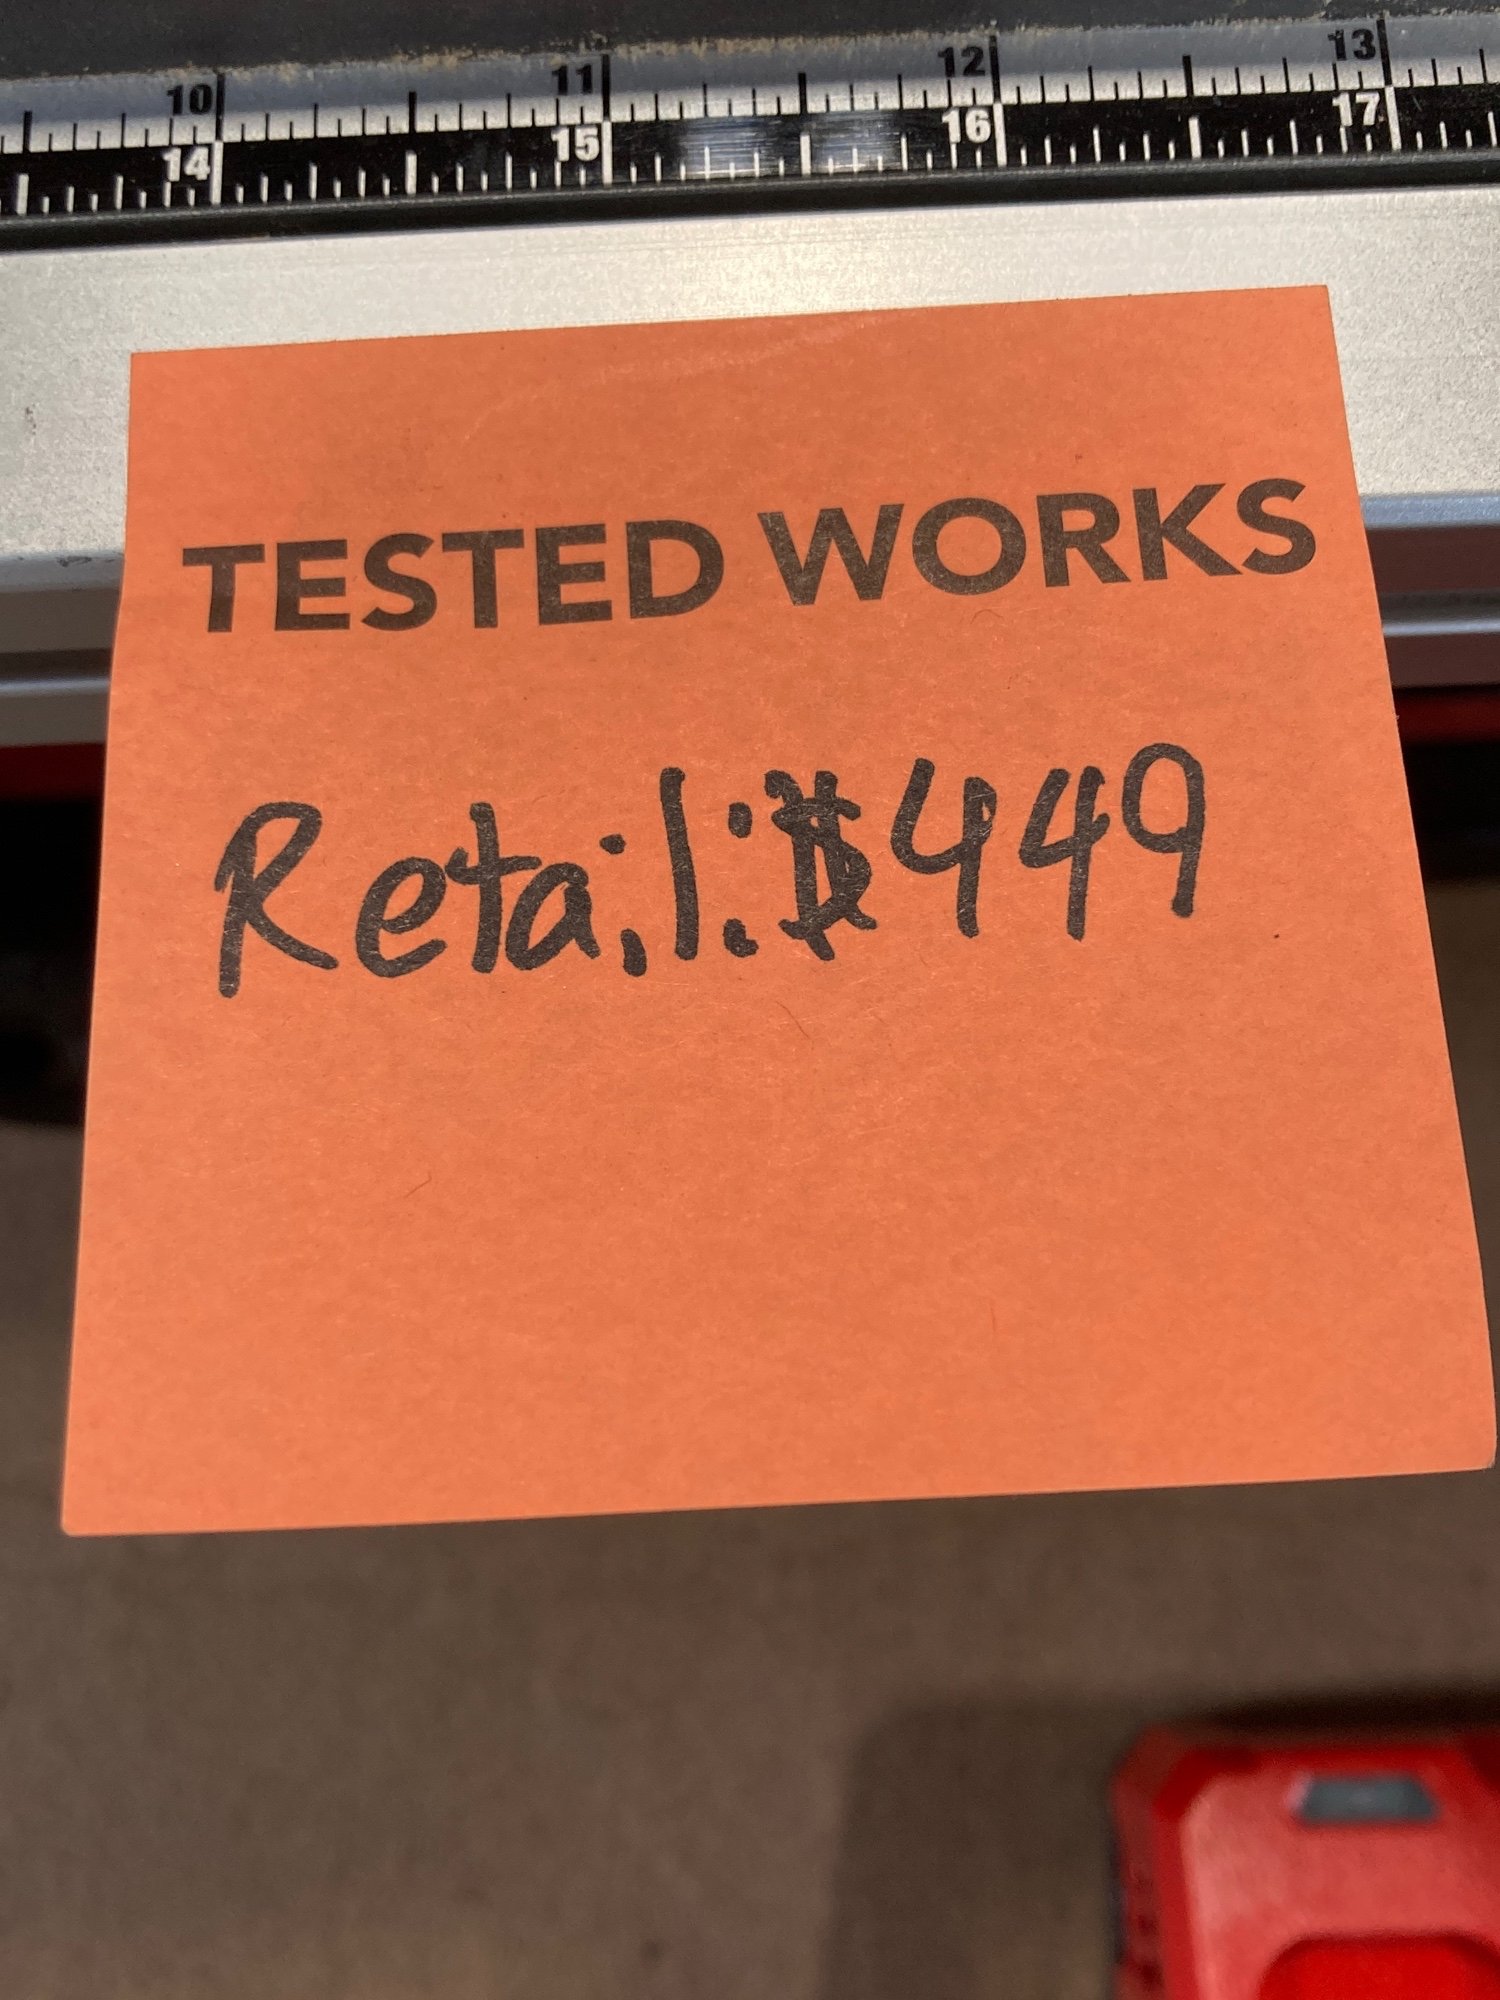 10 11 12 13
14 15 16 17
TESTED WORKS
Retail: $449